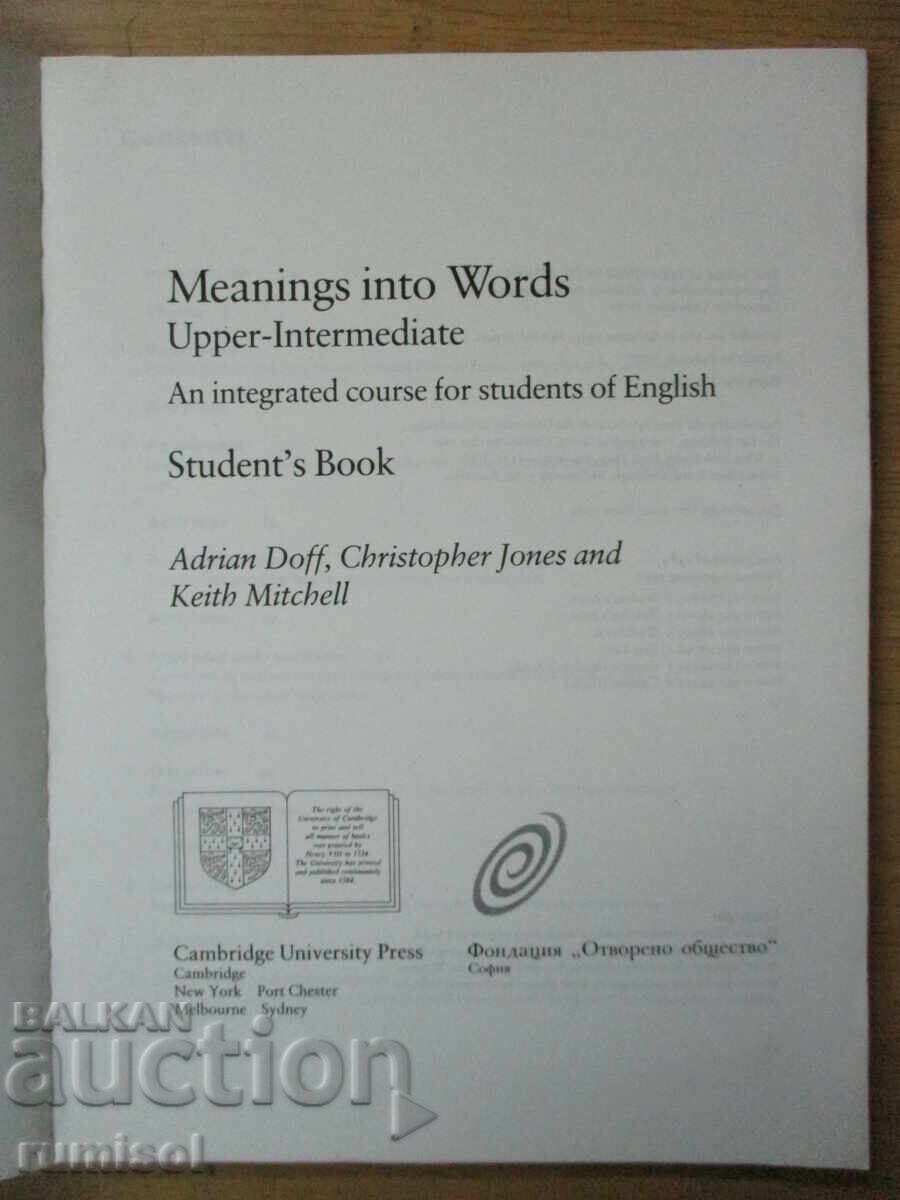 Meanings into Words
Upper-Intermediate
An integrated course for students of English
Student's Book
Adrian Doff, Christopher Jones and
Keith Mitchell
The right of the
University of Cambridge
to print and sell
all manner of books
was granted by
Henry VIII in 1534.
The University has printed
and published continuously
since 1584.
Cambridge University Press
Cambridge
New York Port Chester
Melbourne Sydney
Фондация „Отворено общество"
София
BALKAN
auction
rumisol